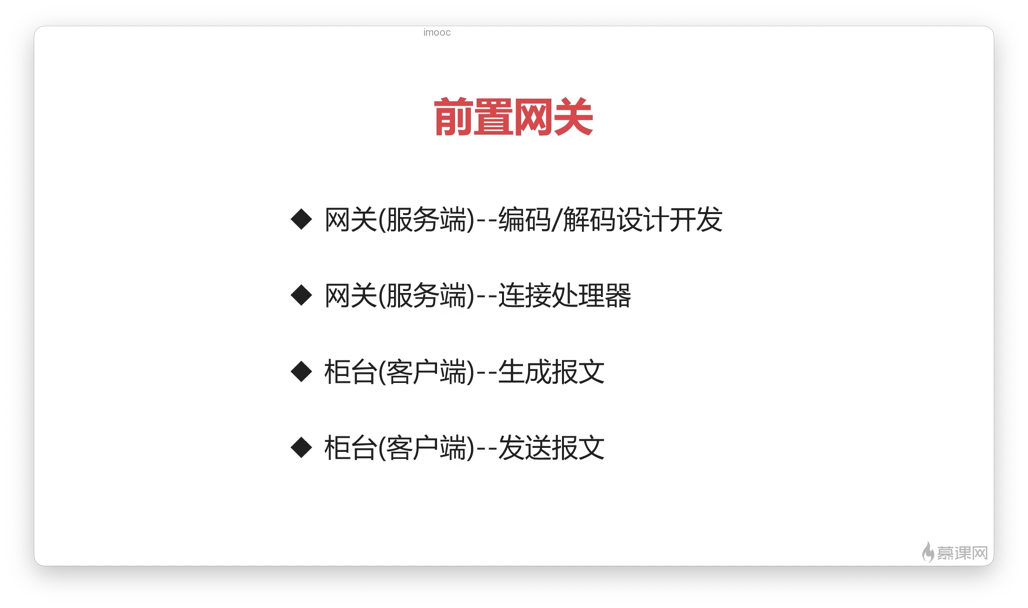 imooc
前置网关
◆ 网关(服务端)--编码/解码设计开发
◆ 网关(服务端)--连接处理器
◆ 柜台(客户端)--生成报文
◆ 柜台(客户端)--发送报文
慕课网